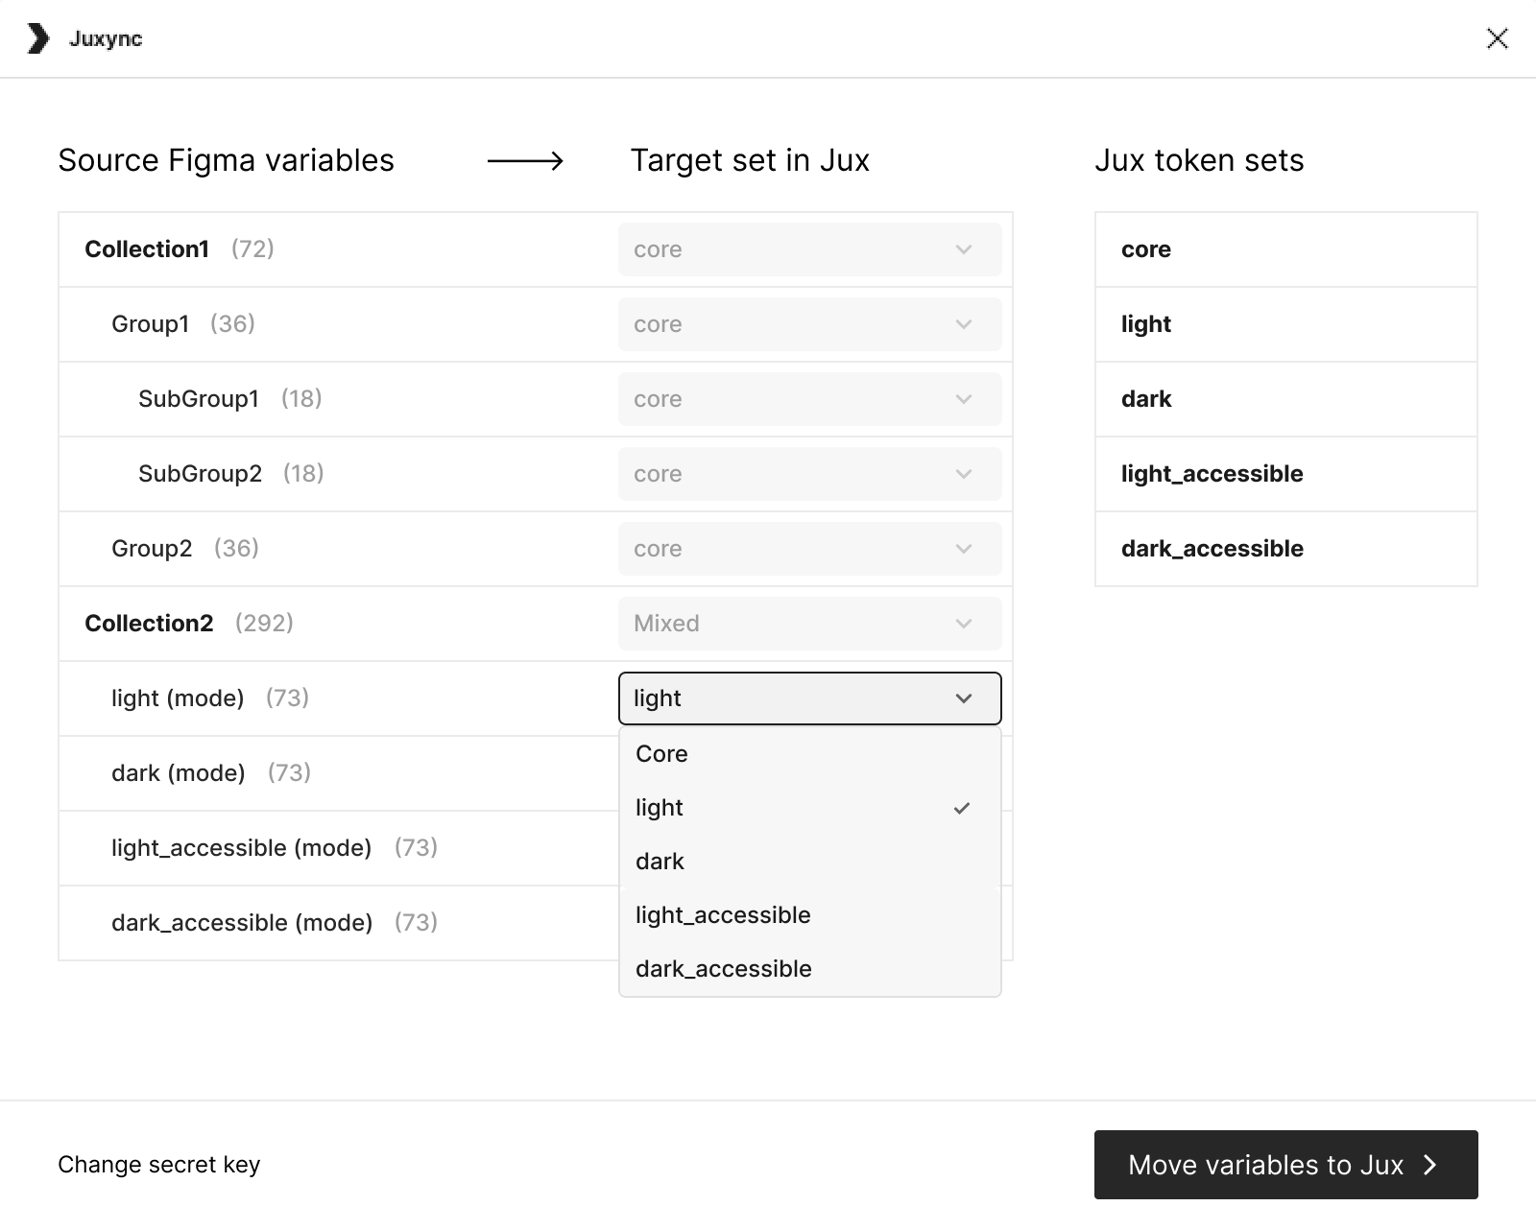 Juxync
Source Figma variables
Target set in Jux
Jux token sets
Collection1 (72) core
Group1 (36) core
SubGroup1 (18) core
SubGroup2 (18) core
Group2 (36) core
Collection2 (292) Mixed
light (mode) (73) light
dark (mode) (73)
light_accessible (mode) (73)
dark_accessible (mode) (73)
Core
light
dark
light_accessible
dark_accessible
core
light
dark
light_accessible
dark_accessible
Change secret key
Move variables to Jux